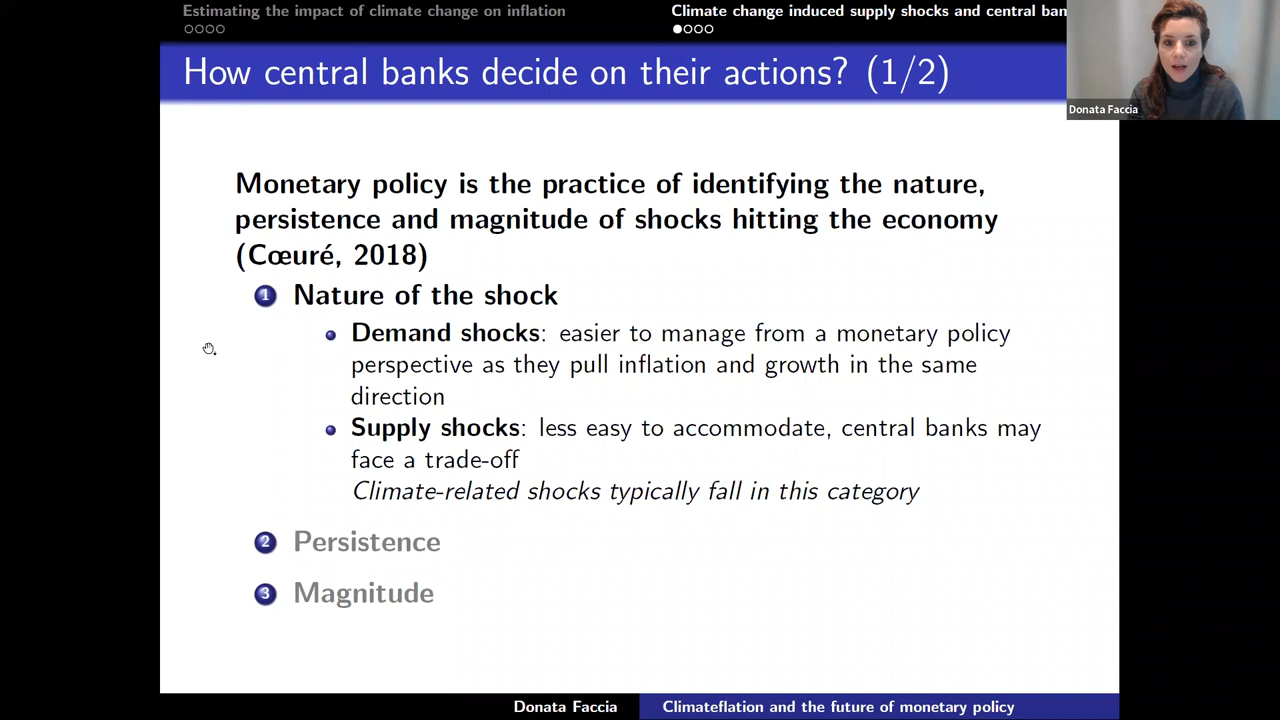 Estimating the impact of climate change on inflation
Climate change induced supply shocks and central ban
How central banks decide on their actions? (1/2)
Donata Faccia
Monetary policy is the practice of identifying the nature,
persistence and magnitude of shocks hitting the economy
(Cœuré, 2018)
1 Nature of the shock
Demand shocks: easier to manage from a monetary policy
perspective as they pull inflation and growth in the same
direction
Supply shocks: less easy to accommodate, central banks may
face a trade-off
Climate-related shocks typically fall in this category
2 Persistence
3 Magnitude
Donata Faccia
Climateflation and the future of monetary policy